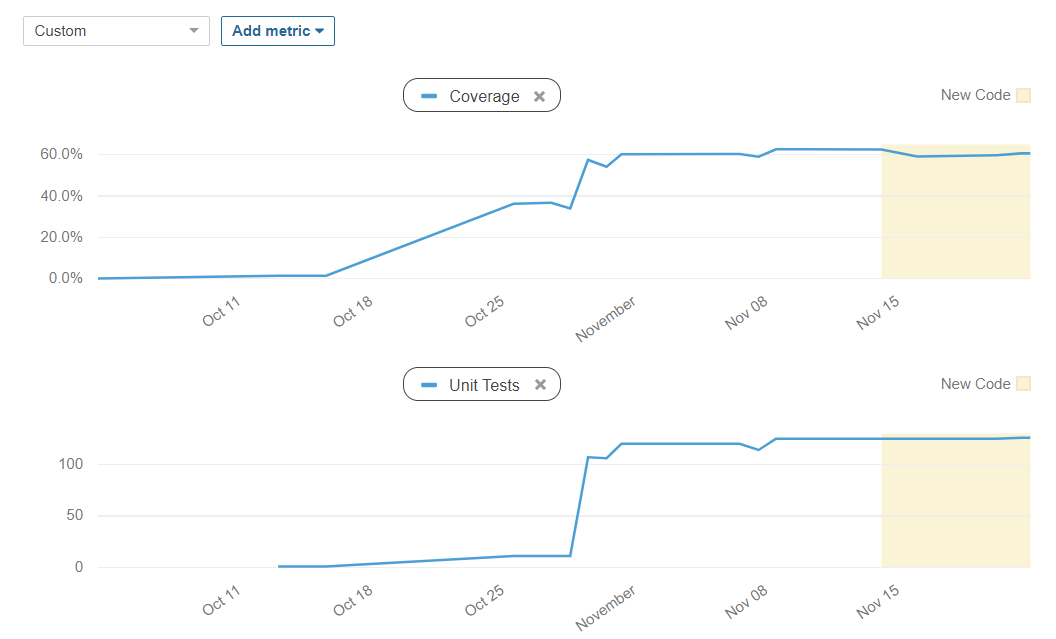 Custom
Add metric
Coverage
New Code
60.0%
40.0%
20.0%
0.0%
Oct 11
Oct 18
Oct 25
November
Nov 08
Nov 15
Unit Tests
New Code
100
50
0
Oct 11
Oct 18
Oct 25
November
Nov 08
Nov 15